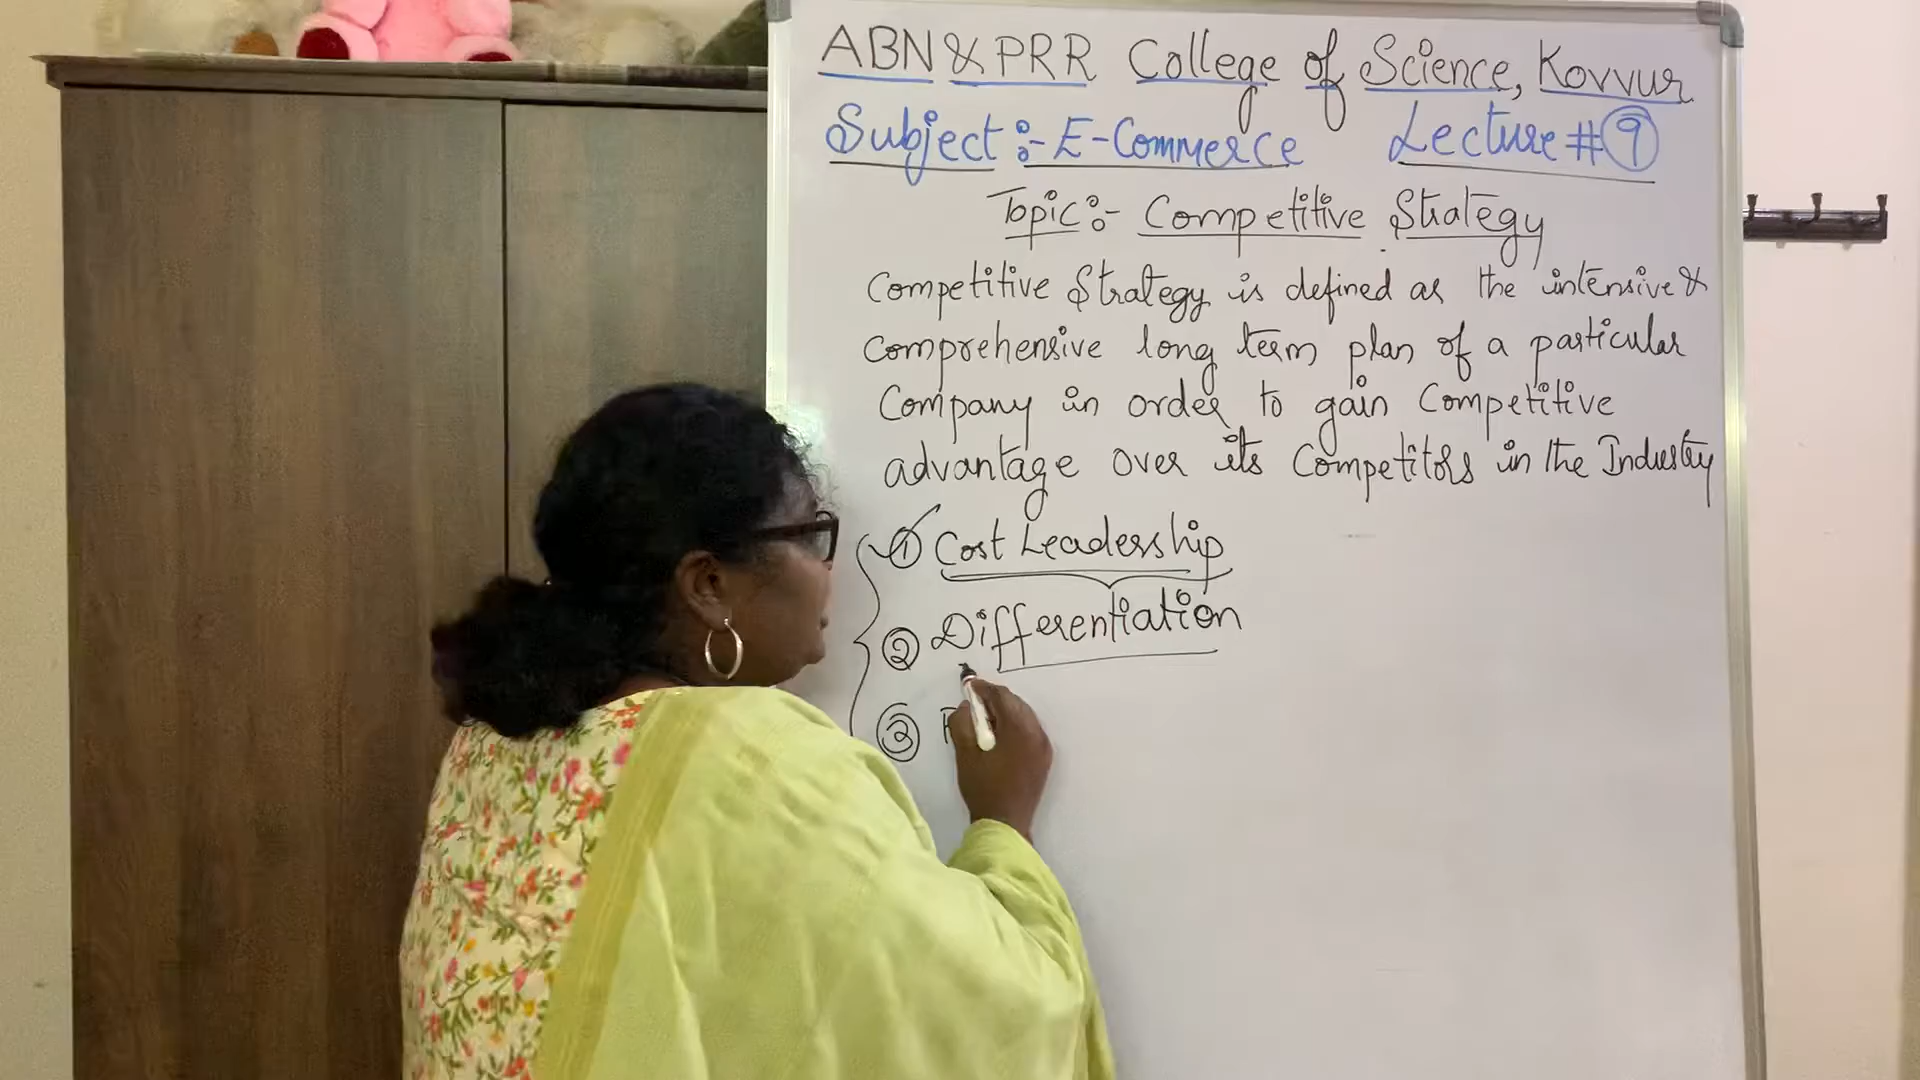 ABN & PRR College of Science, Kovvur
Subject :- E-Commerce Lecture # 9
Topic :- Competitive Strategy
Competitive Strategy is defined as the intensive &
comprehensive long term plan of a particular
Company in order to gain Competitive
advantage over its Competitors in the Industry
1 Cost Leadership
2 Differentiation
3